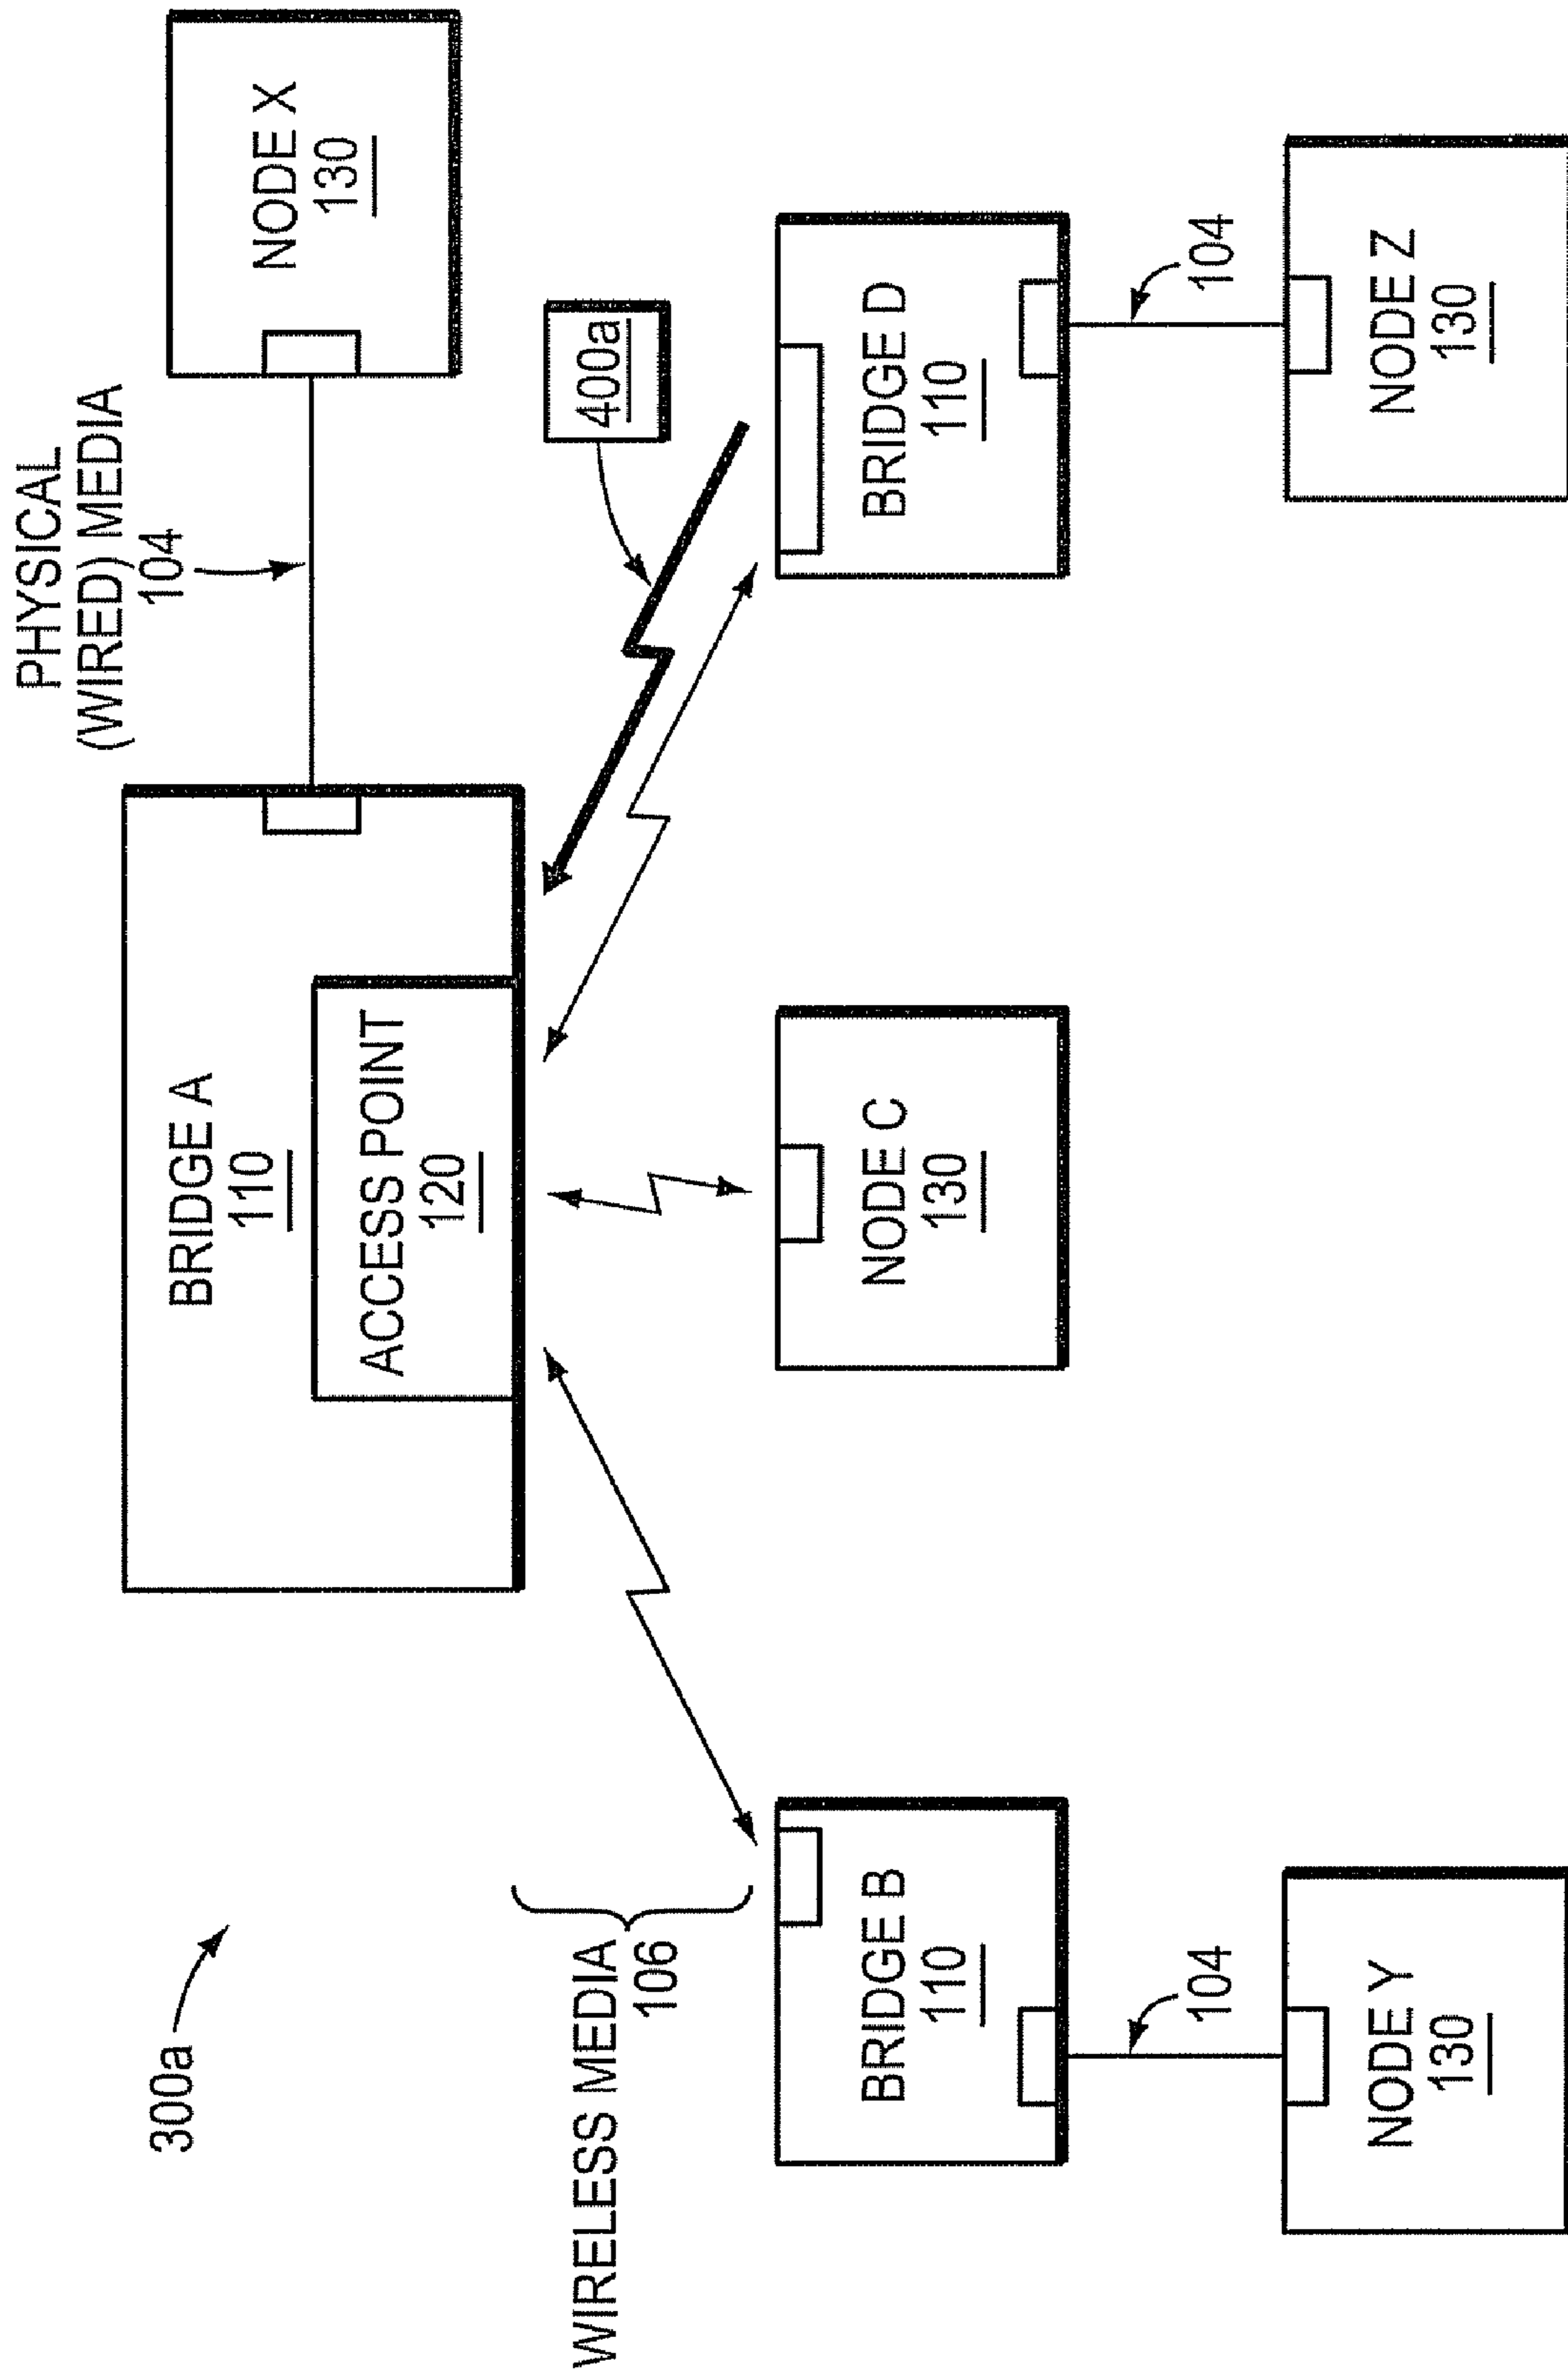 300a
PHYSICAL
(WIRED) MEDIA
104
BRIDGE A
110
ACCESS POINT
120
NODE X
130
WIRELESS MEDIA
106
400a
BRIDGE B
110
NODE C
130
BRIDGE D
110
104
104
NODE Y
130
NODE Z
130